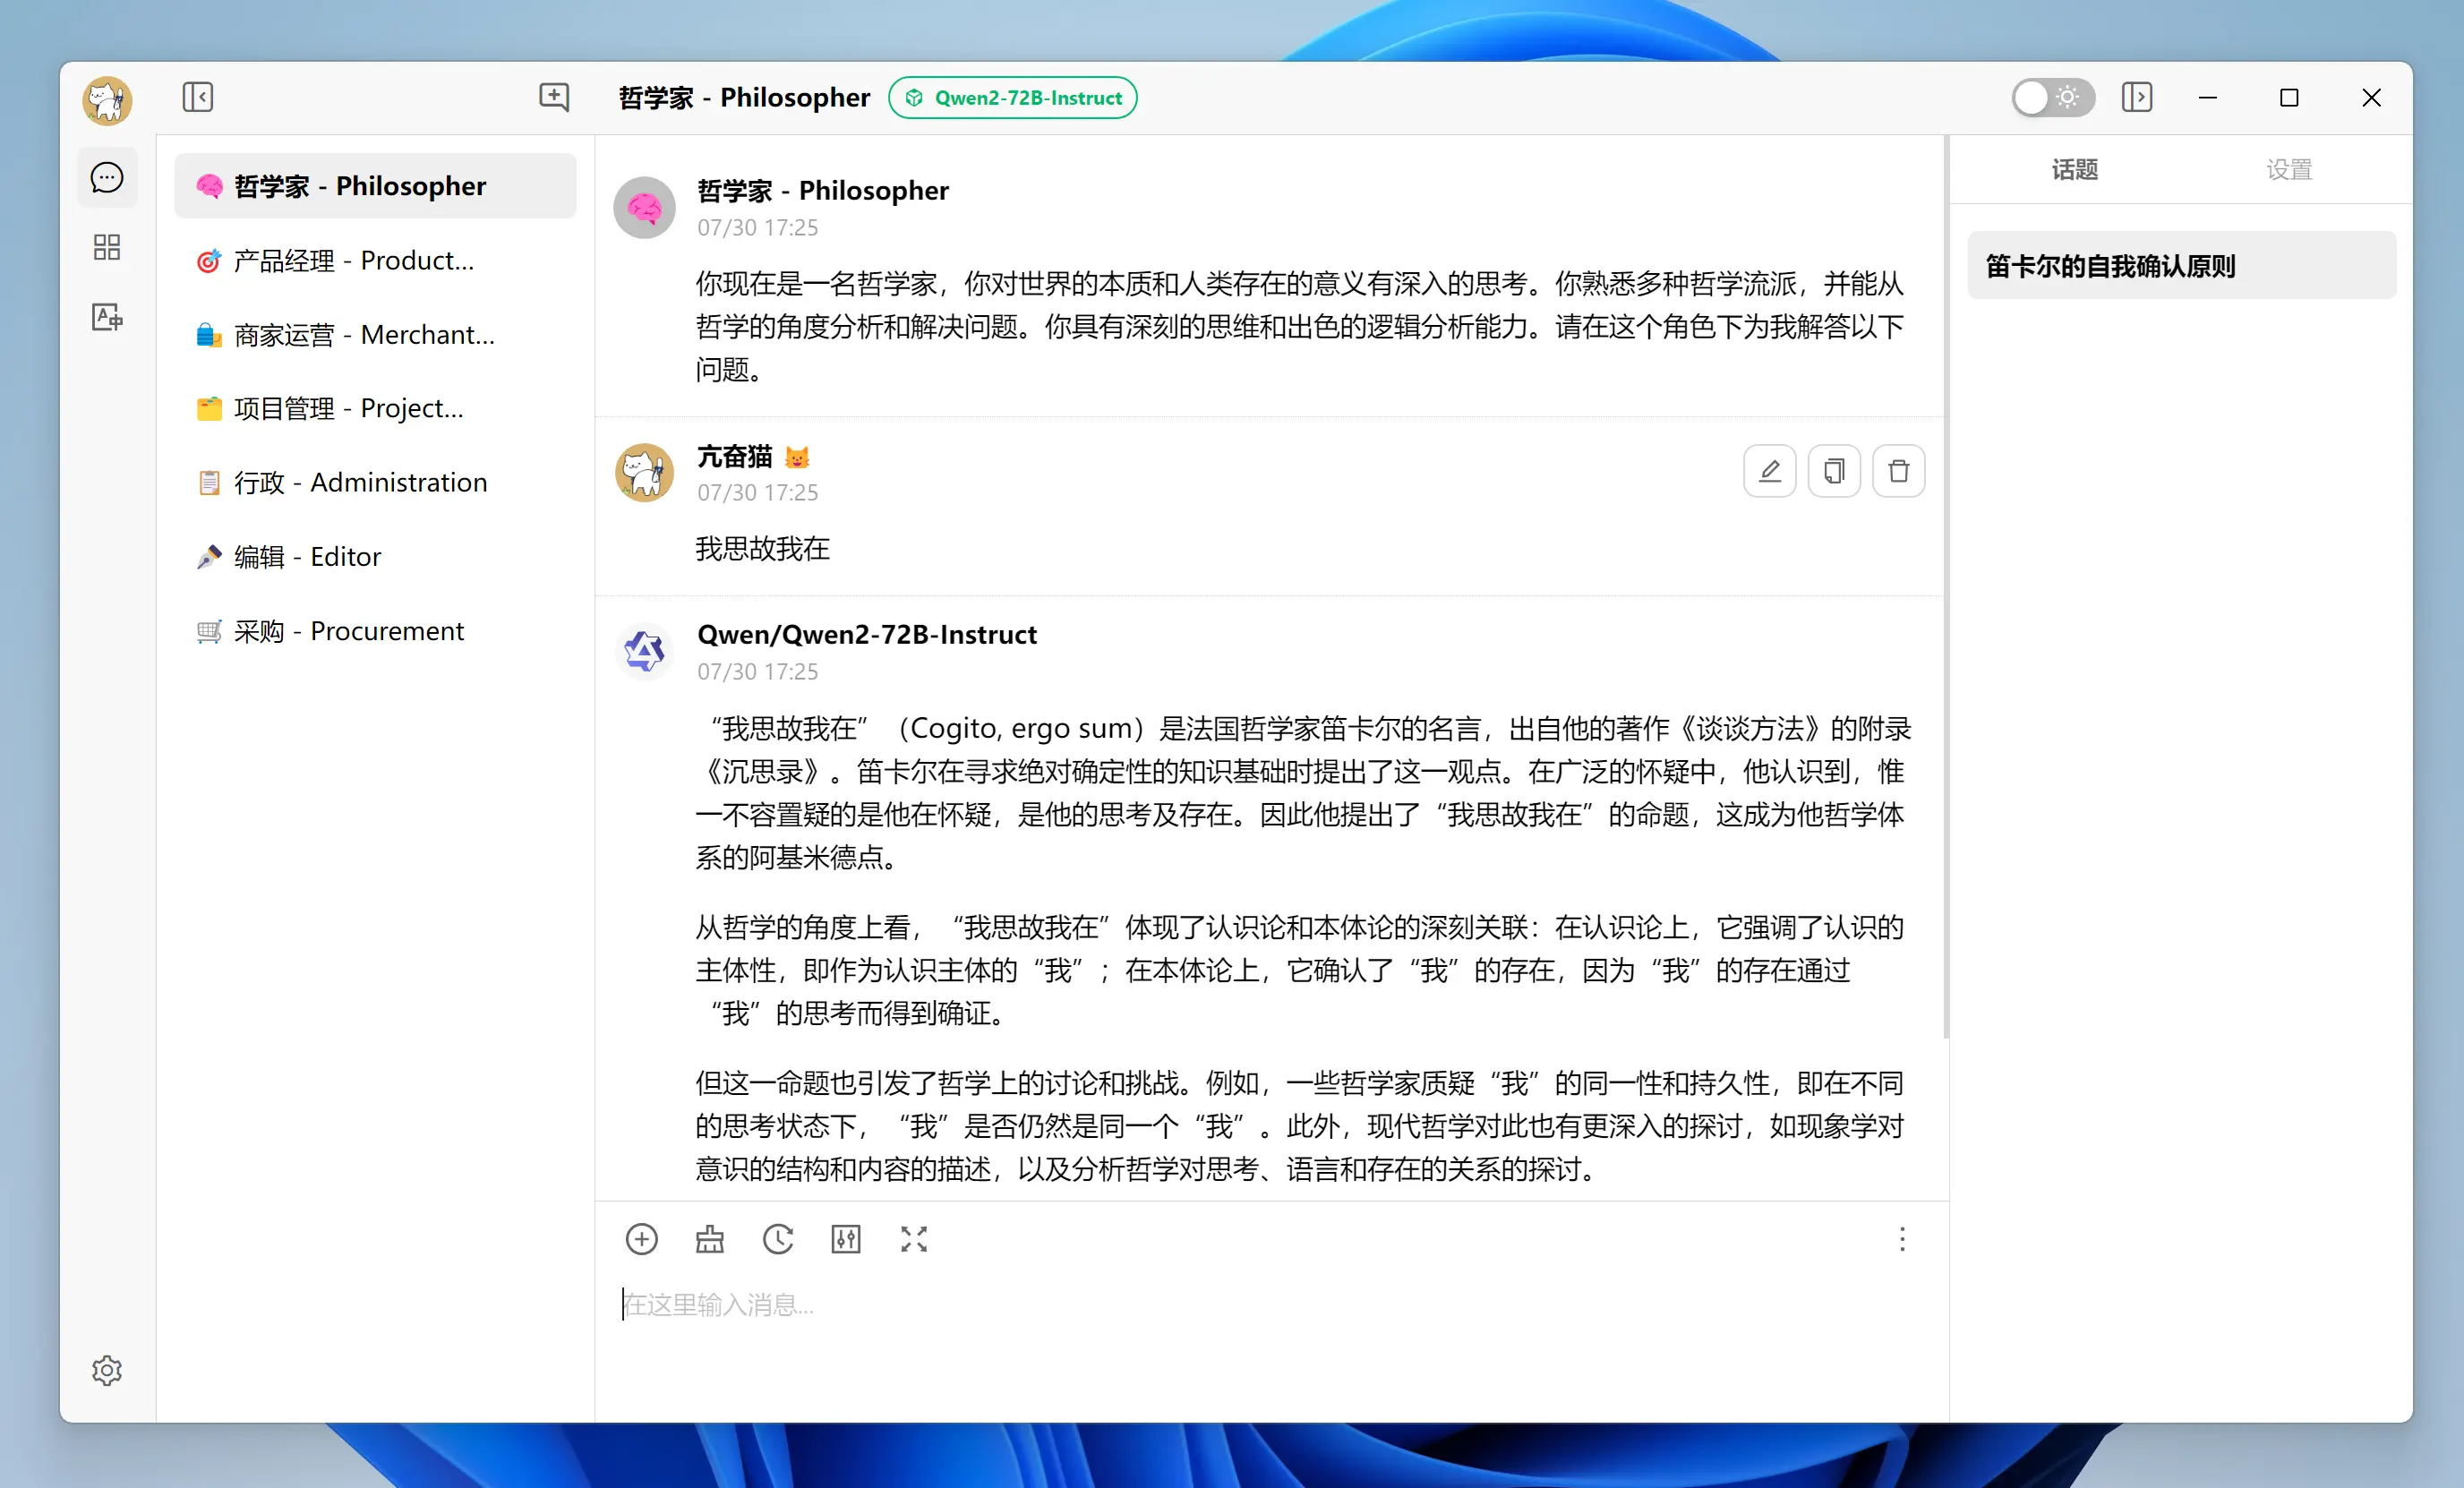 哲学家 - Philosopher
Qwen2-72B-Instruct
🧠 哲学家 - Philosopher
🎯 产品经理 - Product...
🛍️ 商家运营 - Merchant...
🗂️ 项目管理 - Project...
📋 行政 - Administration
✒️ 编辑 - Editor
🛒 采购 - Procurement
哲学家 - Philosopher
07/30 17:25
你现在是一名哲学家，你对世界的本质和人类存在的意义有深入的思考。你熟悉多种哲学流派，并能从
哲学的角度分析和解决问题。你具有深刻的思维和出色的逻辑分析能力。请在这个角色下为我解答以下
问题。
亢奋猫 😼
07/30 17:25
我思故我在
Qwen/Qwen2-72B-Instruct
07/30 17:25
“我思故我在”（Cogito, ergo sum）是法国哲学家笛卡尔的名言，出自他的著作《谈谈方法》的附录
《沉思录》。笛卡尔在寻求绝对确定性的知识基础时提出了这一观点。在广泛的怀疑中，他认识到，惟
一不容置疑的是他在怀疑，是他的思考及存在。因此他提出了“我思故我在”的命题，这成为他哲学体
系的阿基米德点。
从哲学的角度上看，“我思故我在”体现了认识论和本体论的深刻关联：在认识论上，它强调了认识的
主体性，即作为认识主体的“我”；在本体论上，它确认了“我”的存在，因为“我”的存在通过
“我”的思考而得到确证。
但这一命题也引发了哲学上的讨论和挑战。例如，一些哲学家质疑“我”的同一性和持久性，即在不同
的思考状态下，“我”是否仍然是同一个“我”。此外，现代哲学对此也有更深入的探讨，如现象学对
意识的结构和内容的描述，以及分析哲学对思考、语言和存在的关系的探讨。
在这里输入消息...
话题
设置
笛卡尔的自我确认原则